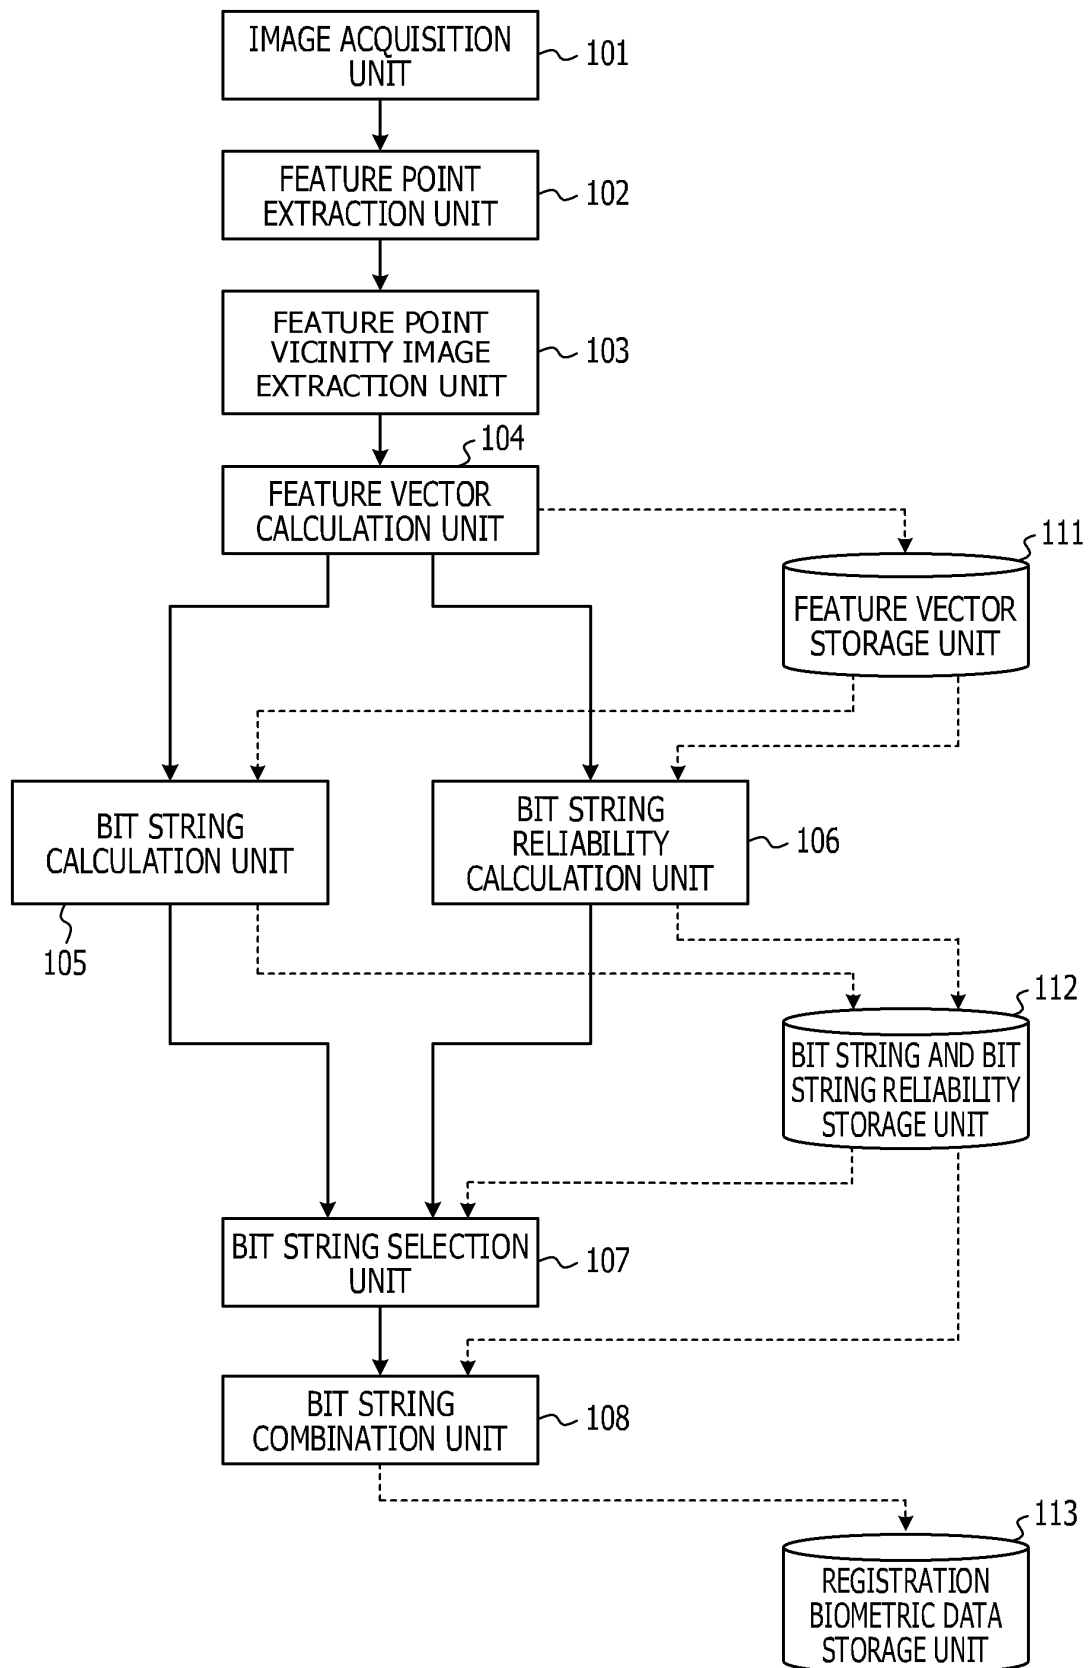 IMAGE ACQUISITION
UNIT
101
FEATURE POINT
EXTRACTION UNIT
102
FEATURE POINT
VICINITY IMAGE
EXTRACTION UNIT
103
104
FEATURE VECTOR
CALCULATION UNIT
111
FEATURE VECTOR
STORAGE UNIT
BIT STRING
CALCULATION UNIT
105
BIT STRING
RELIABILITY
CALCULATION UNIT
106
112
BIT STRING AND BIT
STRING RELIABILITY
STORAGE UNIT
BIT STRING SELECTION
UNIT
107
BIT STRING
COMBINATION UNIT
108
113
REGISTRATION
BIOMETRIC DATA
STORAGE UNIT